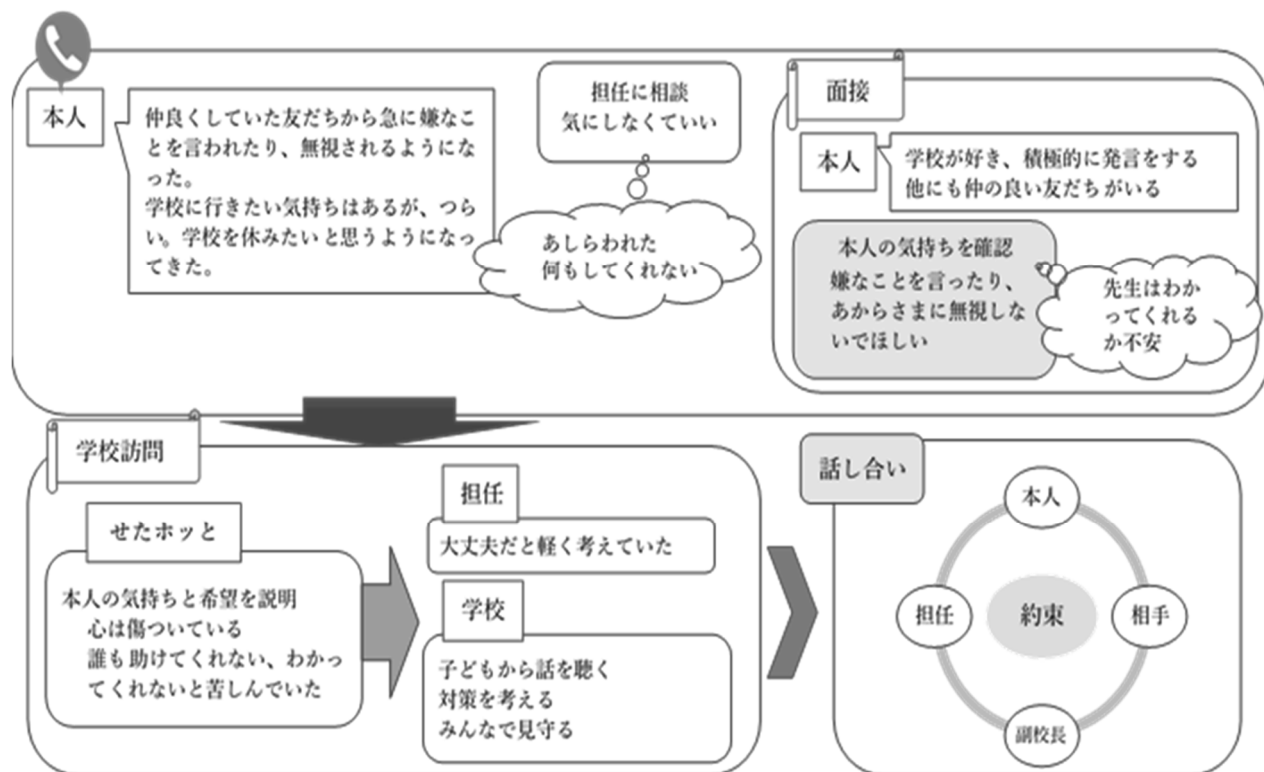 本人
仲良くしていた友だちから急に嫌なこ
とを言われたり、無視されるようにな
った。
学校に行きたい気持ちはあるが、つら
い。学校を休みたいと思うようになっ
てきた。
担任に相談
気にしなくていい
あしらわれた
何もしてくれない
面接
本人
学校が好き、積極的に発言をする
他にも仲の良い友だちがいる
本人の気持ちを確認
嫌なことを言ったり、
あからさまに無視しな
いでほしい
先生はわか
ってくれる
か不安
学校訪問
せたホッと
本人の気持ちと希望を説明
心は傷ついている
誰も助けてくれない、わかっ
てくれないと苦しんでいた
担任
大丈夫だと軽く考えていた
学校
子どもから話を聴く
対策を考える
みんなで見守る
話し合い
本人
担任
約束
相手
副校長